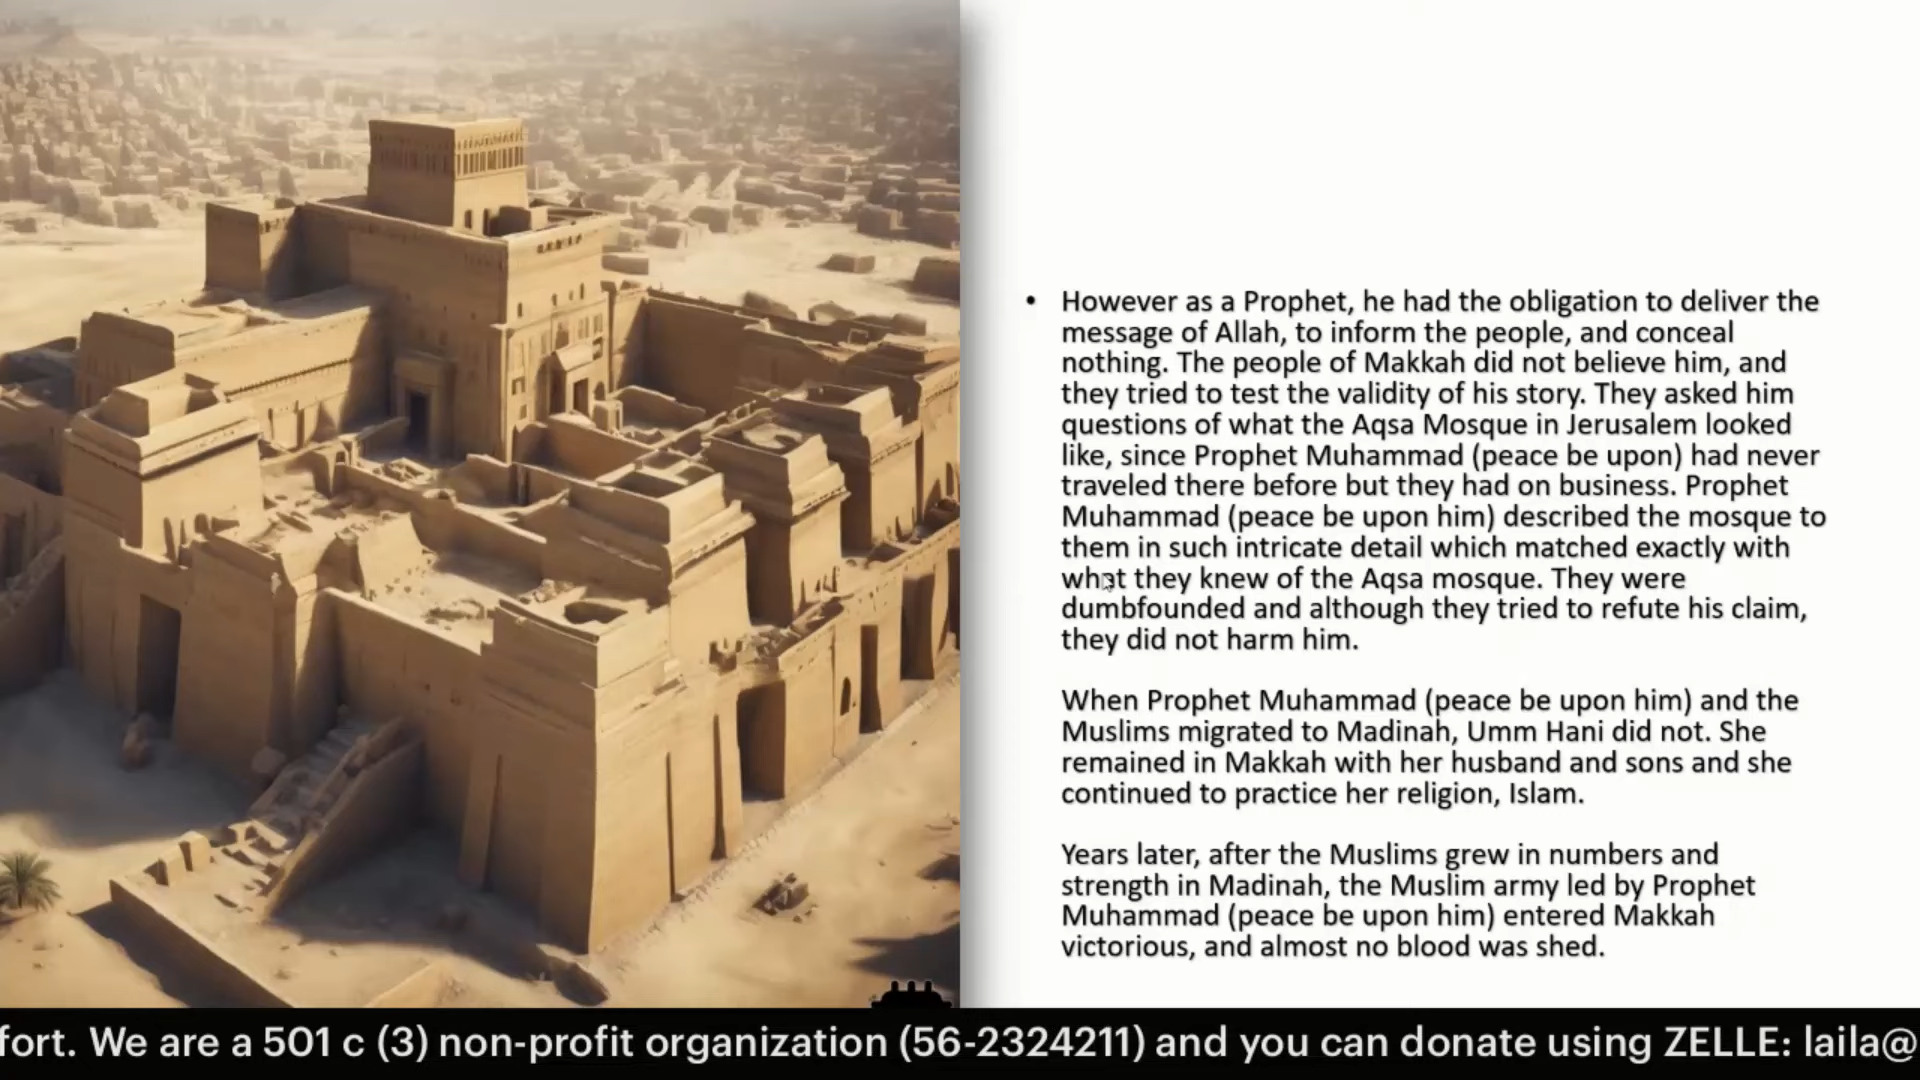 • However as a Prophet, he had the obligation to deliver the
message of Allah, to inform the people, and conceal
nothing. The people of Makkah did not believe him, and
they tried to test the validity of his story. They asked him
questions of what the Aqsa Mosque in Jerusalem looked
like, since Prophet Muhammad (peace be upon) had never
traveled there before but they had on business. Prophet
Muhammad (peace be upon him) described the mosque to
them in such intricate detail which matched exactly with
what they knew of the Aqsa mosque. They were
dumbfounded and although they tried to refute his claim,
they did not harm him.
When Prophet Muhammad (peace be upon him) and the
Muslims migrated to Madinah, Umm Hani did not. She
remained in Makkah with her husband and sons and she
continued to practice her religion, Islam.
Years later, after the Muslims grew in numbers and
strength in Madinah, the Muslim army led by Prophet
Muhammad (peace be upon him) entered Makkah
victorious, and almost no blood was shed.
fort. We are a 501 c (3) non-profit organization (56-2324211) and you can donate using ZELLE: laila@